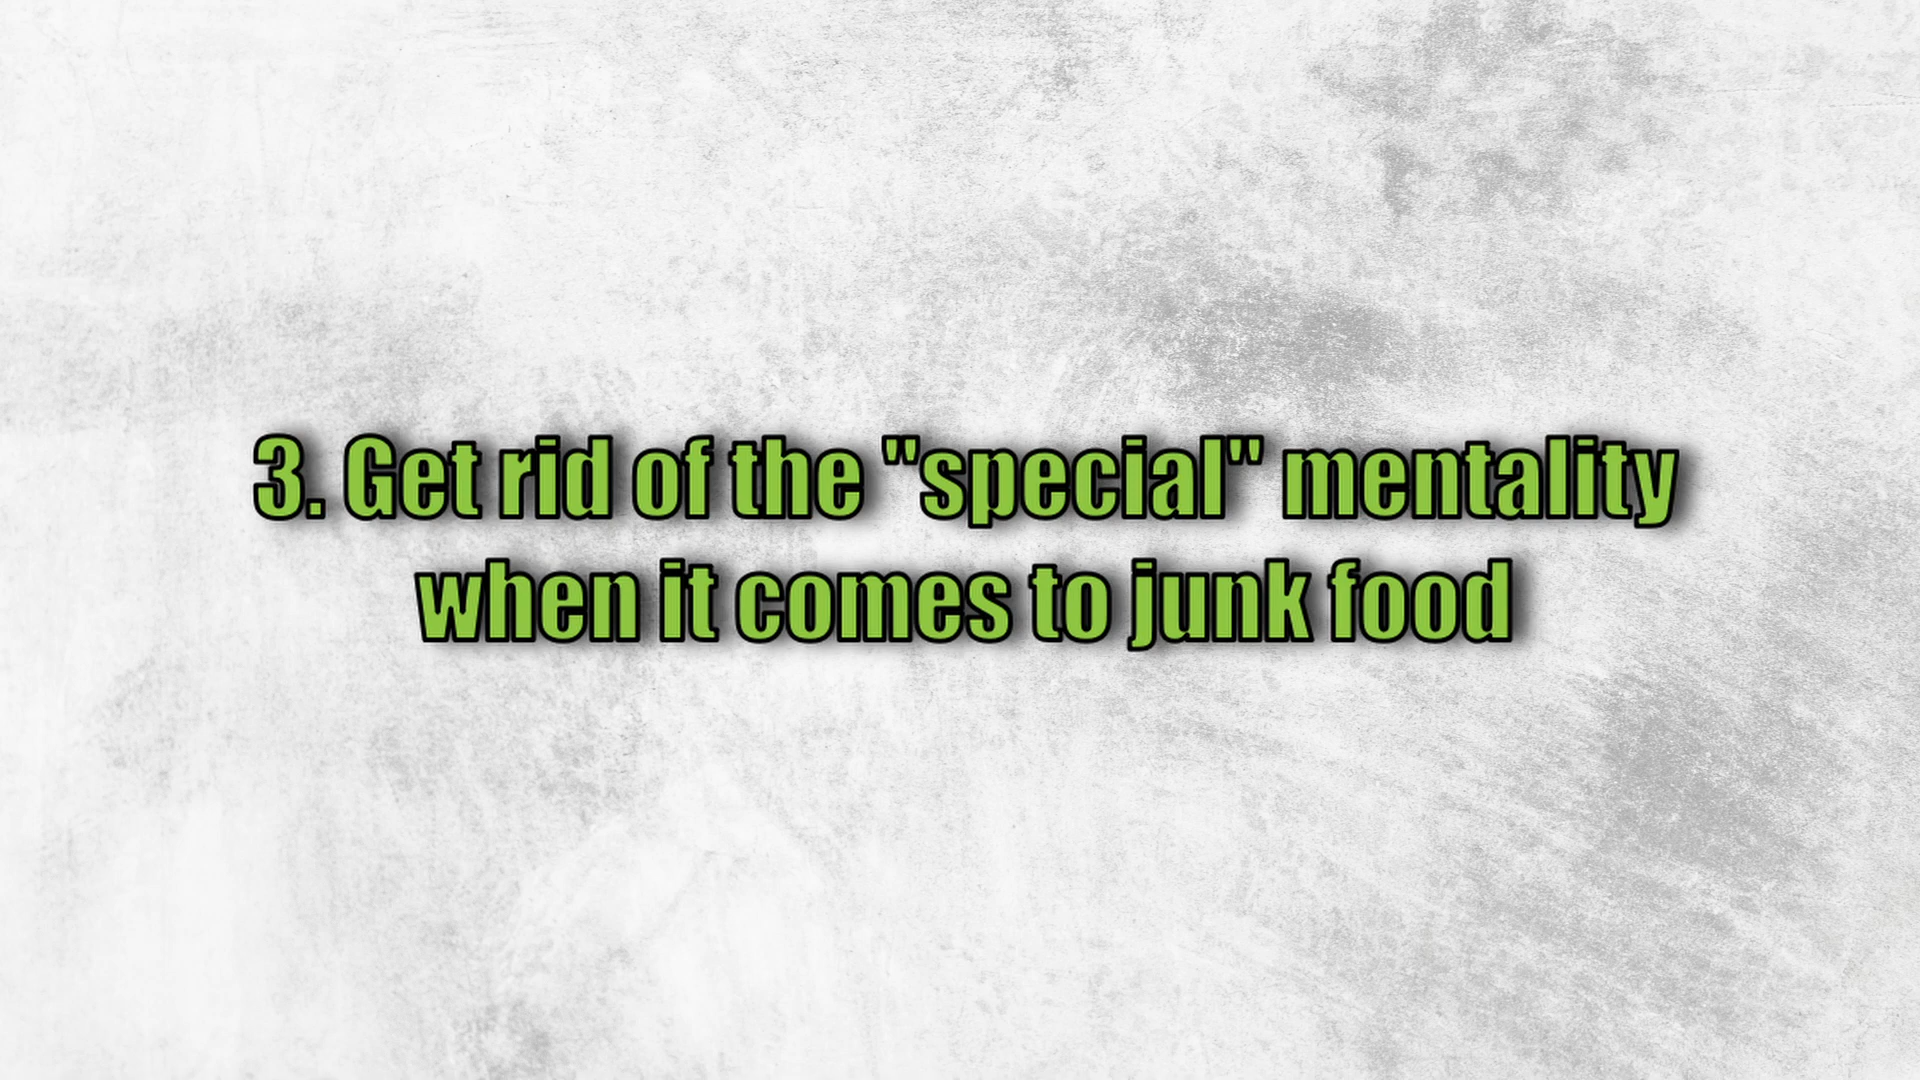 3. Get rid of the "special" mentality
when it comes to junk food